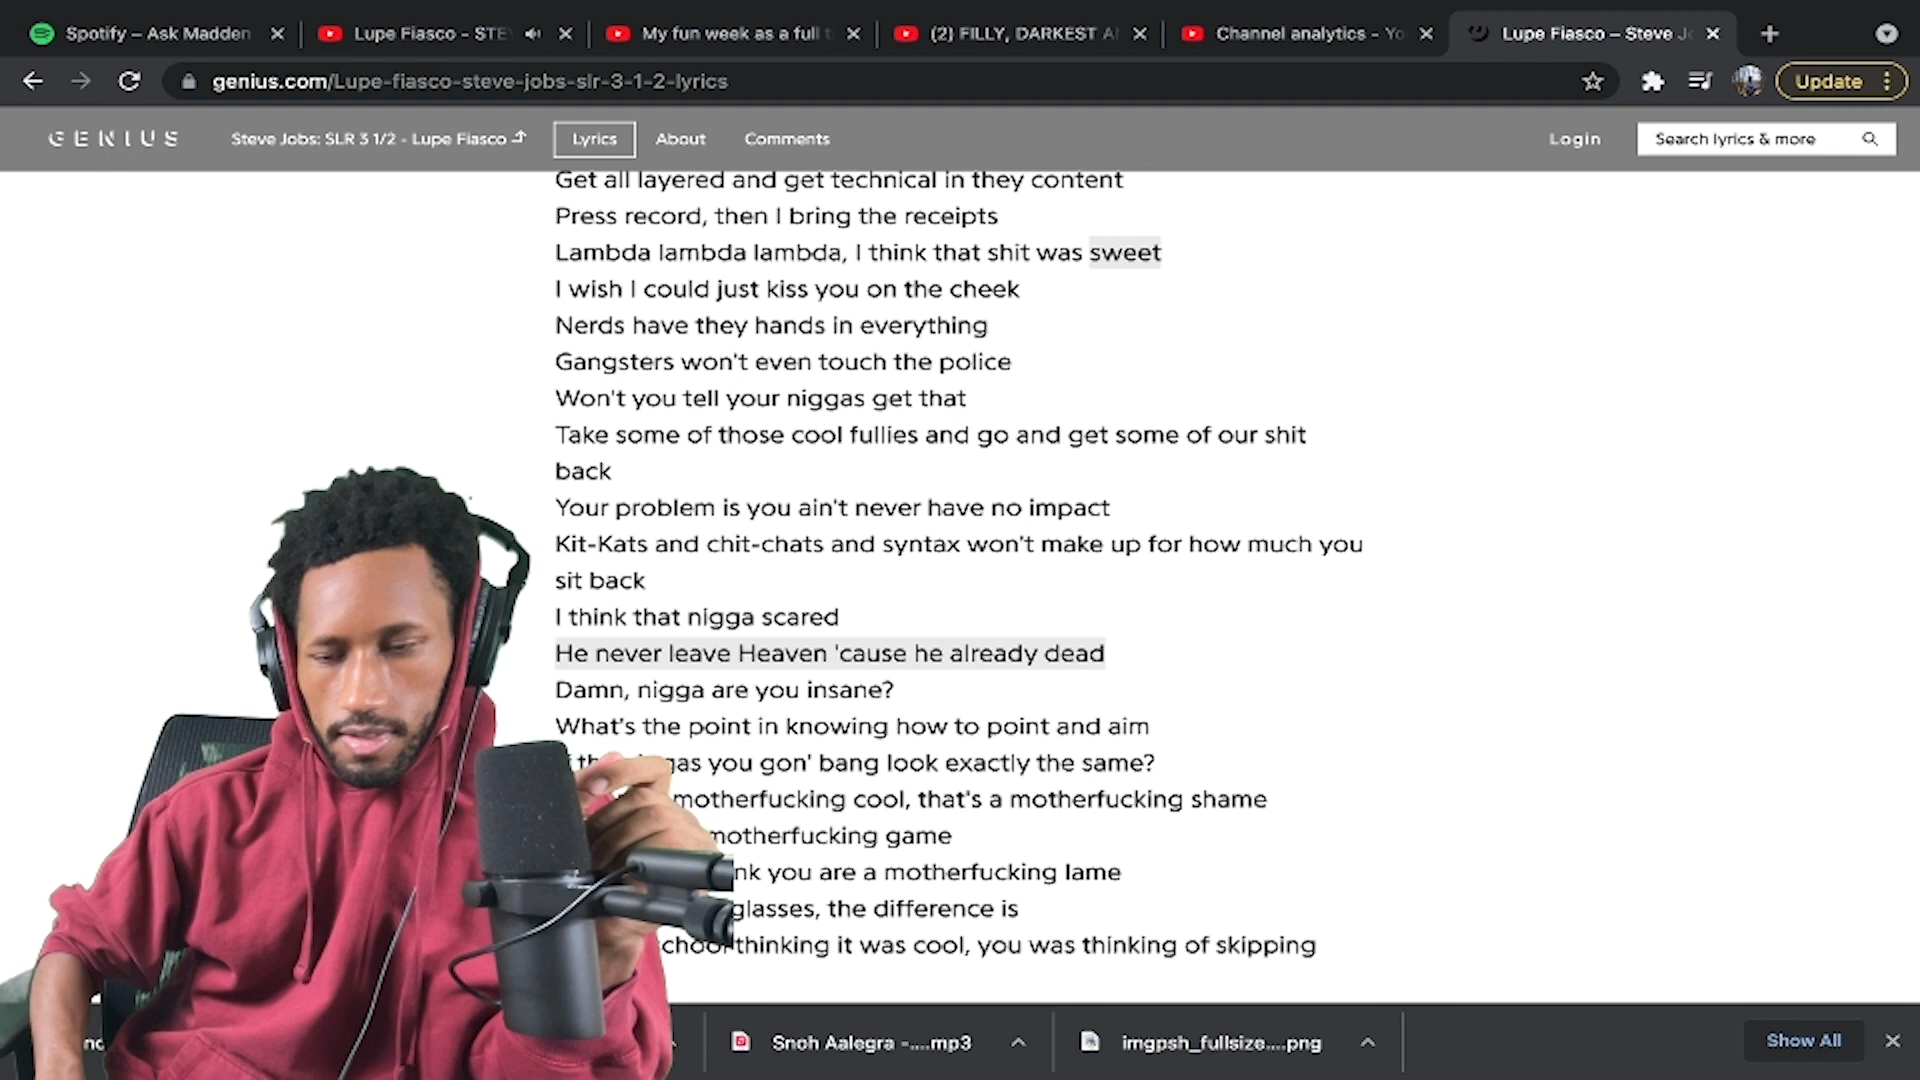 Spotify – Ask Madden
Lupe Fiasco - STE
My fun week as a full t
(2) FILLY, DARKEST A
Channel analytics - Yo
Lupe Fiasco – Steve J
genius.com/Lupe-fiasco-steve-jobs-slr-3-1-2-lyrics
Update
GENIUS
Steve Jobs: SLR 3 1/2 - Lupe Fiasco
Lyrics
About
Comments
Login
Search lyrics & more
Get all layered and get technical in they content
Press record, then I bring the receipts
Lambda lambda lambda, I think that shit was sweet
I wish I could just kiss you on the cheek
Nerds have they hands in everything
Gangsters won't even touch the police
Won't you tell your niggas get that
Take some of those cool fullies and go and get some of our shit
back
Your problem is you ain't never have no impact
Kit-Kats and chit-chats and syntax won't make up for how much you
sit back
I think that nigga scared
He never leave Heaven 'cause he already dead
Damn, nigga are you insane?
What's the point in knowing how to point and aim
gas you gon' bang look exactly the same?
motherfucking cool, that's a motherfucking shame
motherfucking game
nk you are a motherfucking lame
glasses, the difference is
thinking it was cool, you was thinking of skipping
Snoh Aalegra -....mp3
imgpsh_fullsize....png
Show All